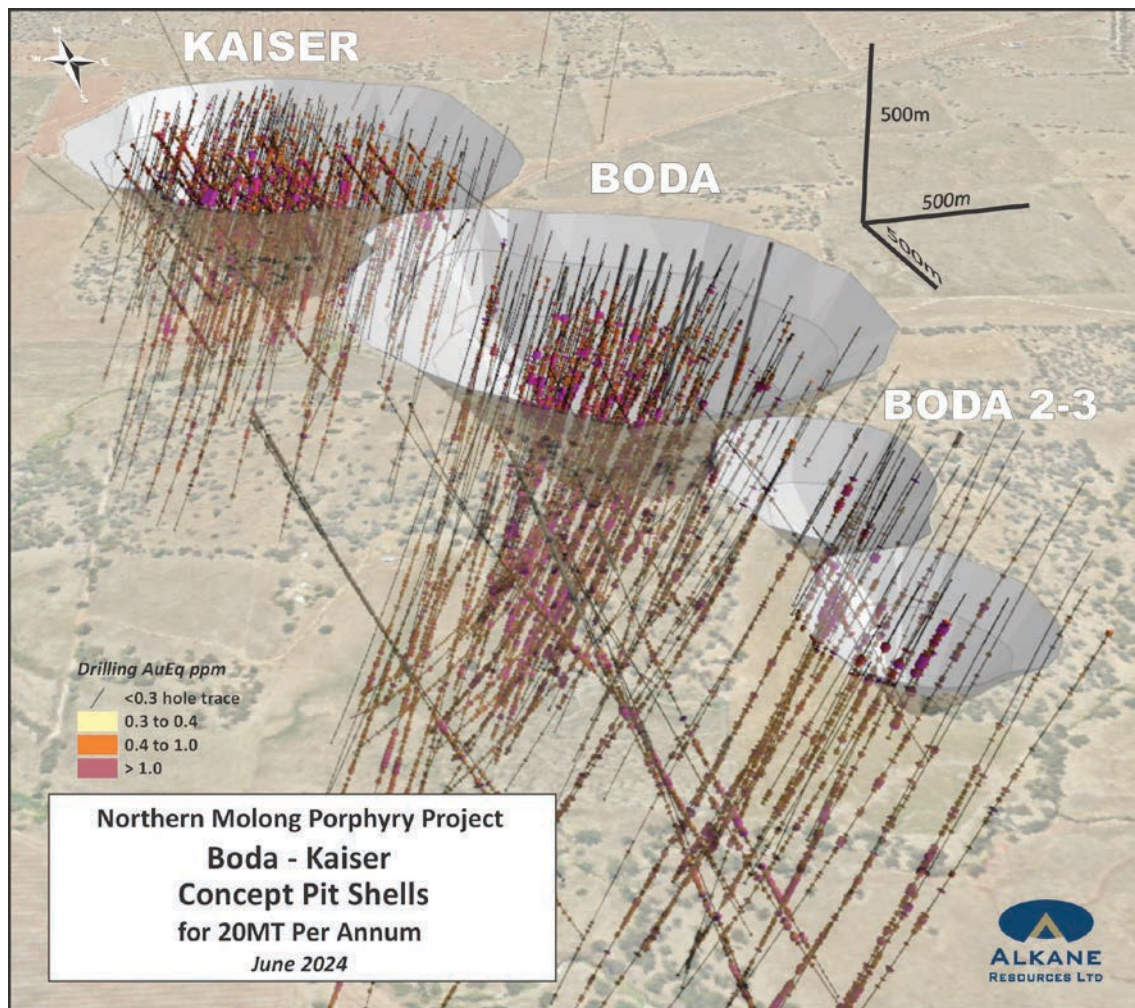 KAISER
BODA
BODA 2-3
500m
500m
500m
Drilling AuEq ppm
<0.3 hole trace
0.3 to 0.4
0.4 to 1.0
> 1.0
Northern Molong Porphyry Project
Boda - Kaiser
Concept Pit Shells
for 20MT Per Annum
June 2024
ALKANE
RESOURCES LTD